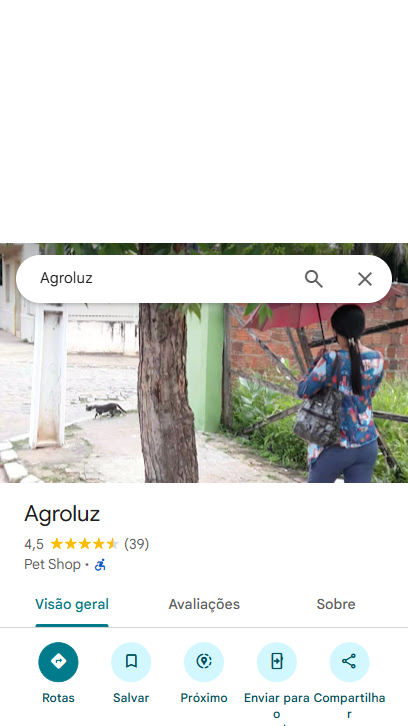 Agroluz
Agroluz
4,5 (39)
Pet Shop ·
Visão geral Avaliações Sobre
Rotas Salvar Próximo Enviar para o Compartilhar